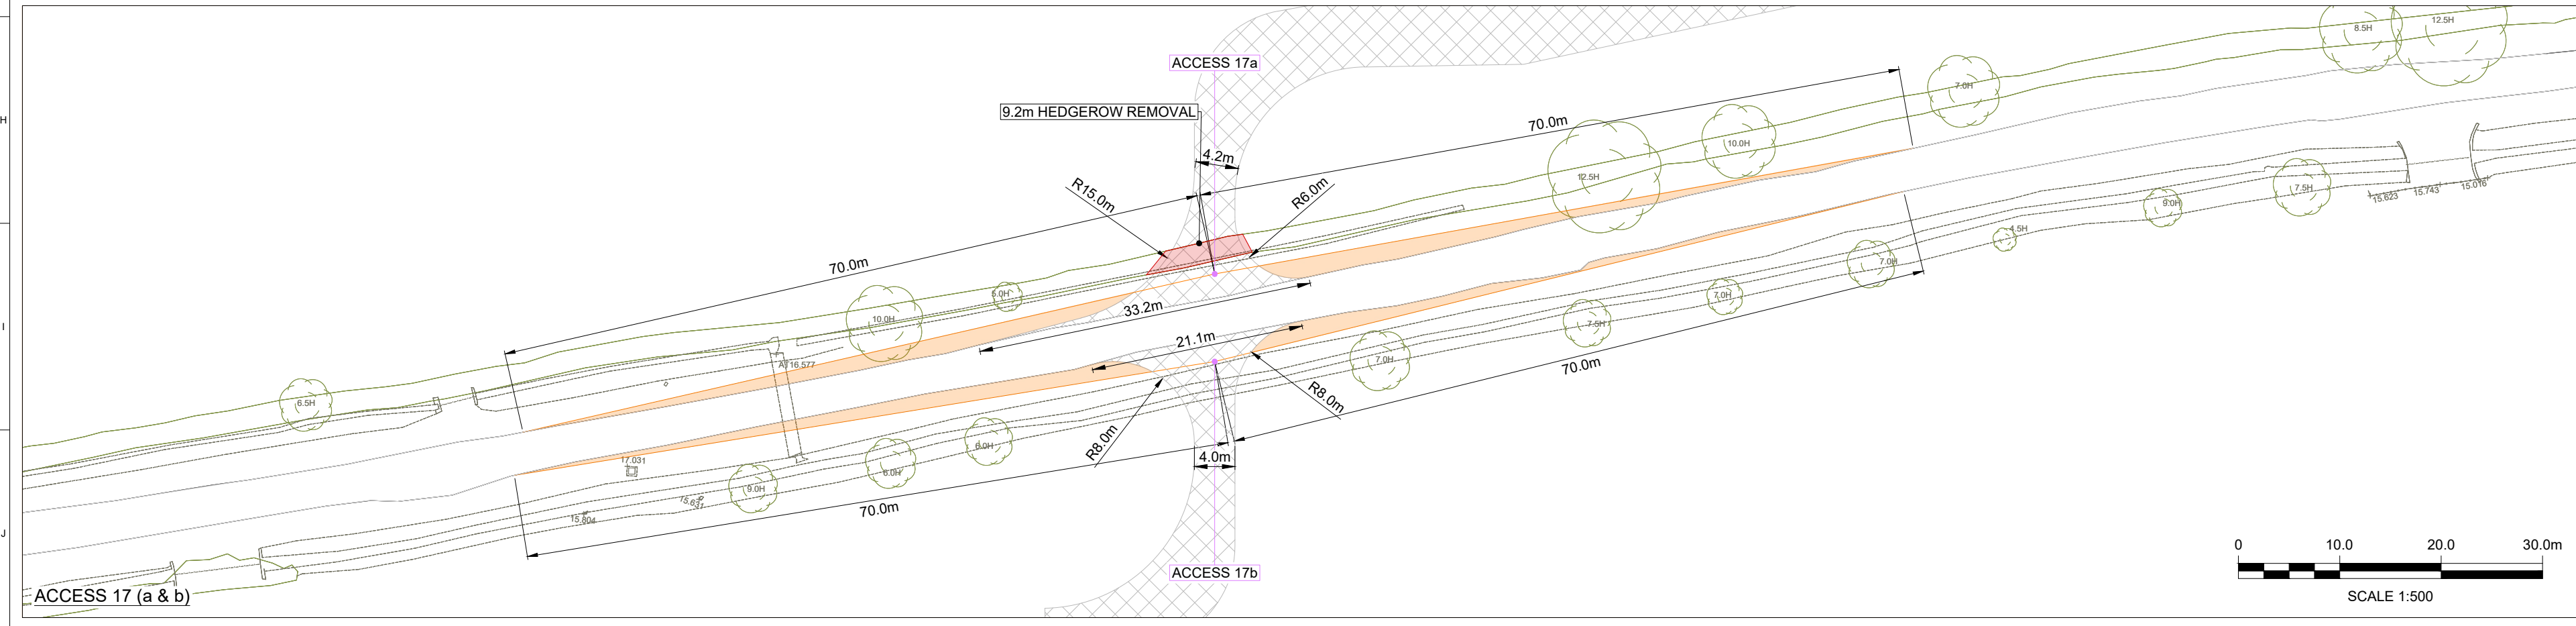 8.5H
12.5H
ACCESS 17a
H
9.2m HEDGEROW REMOVAL
70.0m
7.0H
10.0H
4.2m
12.5H
R15.0m
R6.0m
7.5H
15.623
15.743
15.016
9.0H
4.5H
70.0m
7.0H
5.0H
10.0H
33.2m
7.0H
I
7.5H
21.1m
7.0H
A 16.577
70.0m
6.5H
R8.0m
R8.0m
6.0H
4.0m
17.031
6.0H
9.0H
15.804
70.0m
J
0
10.0
20.0
30.0m
ACCESS 17b
ACCESS 17 (a & b)
SCALE 1:500